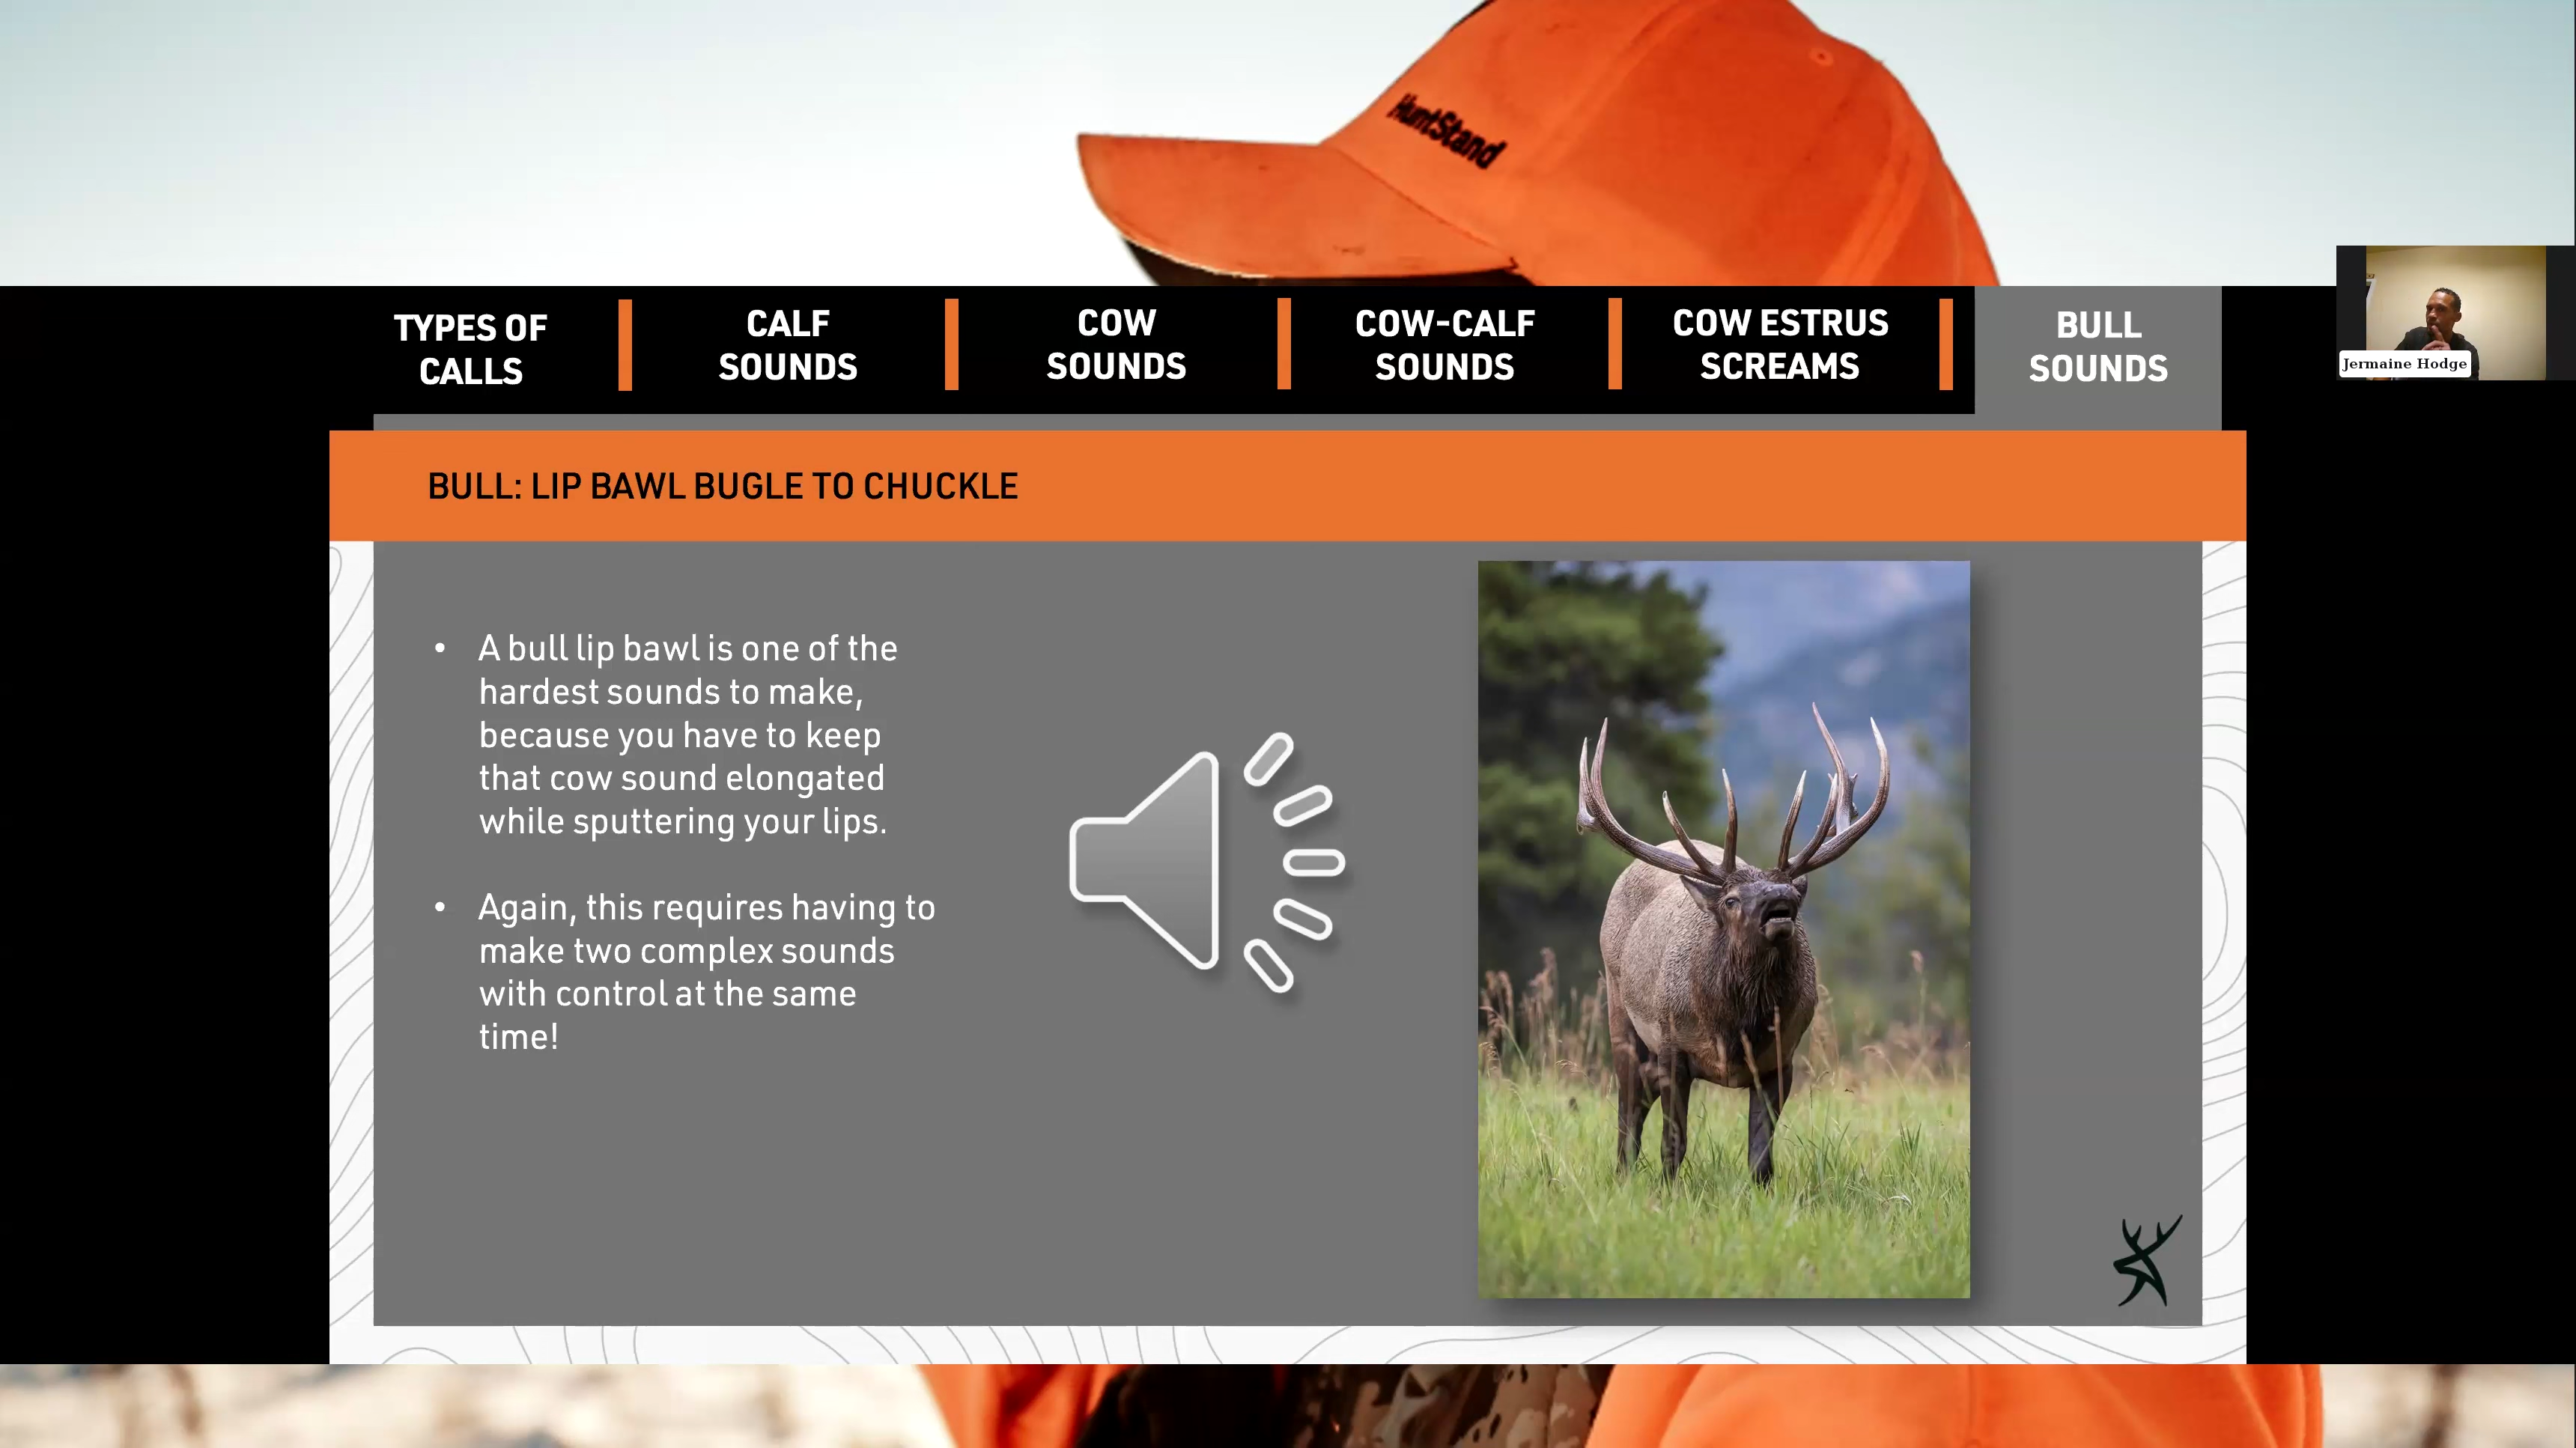 HuntStand
TYPES OF
CALLS
CALF
SOUNDS
COW
SOUNDS
COW-CALF
SOUNDS
COW ESTRUS
SCREAMS
BULL
SOUNDS
Jermaine Hodge
BULL: LIP BAWL BUGLE TO CHUCKLE
• A bull lip bawl is one of the
hardest sounds to make,
because you have to keep
that cow sound elongated
while sputtering your lips.
• Again, this requires having to
make two complex sounds
with control at the same
time!